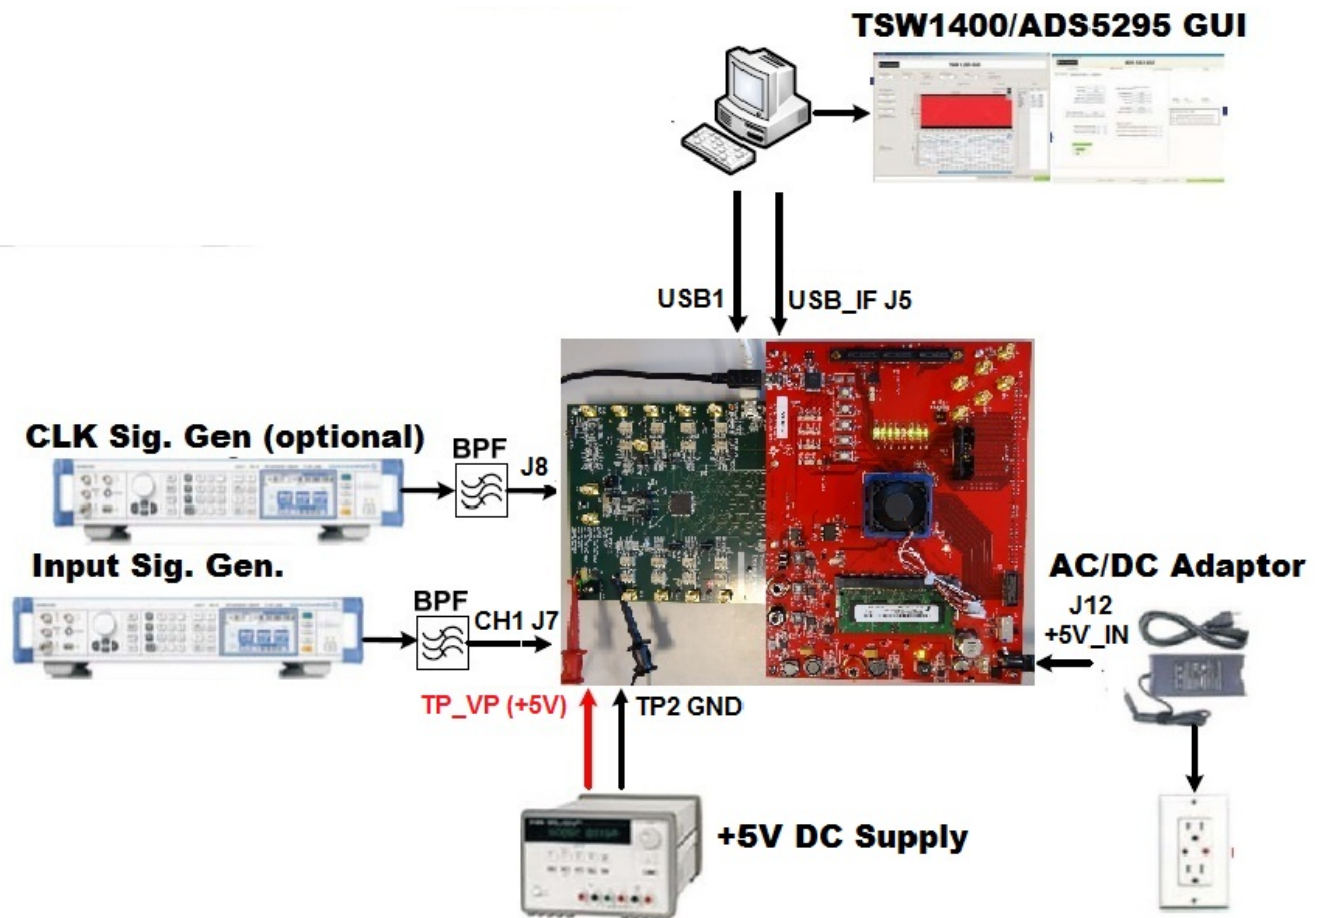 TSW1400/ADS5295 GUI
USB1
USB_IF J5
CLK Sig. Gen (optional)
BPF
J8
Input Sig. Gen.
BPF
CH1 J7
AC/DC Adaptor
J12
+5V_IN
TP_VP (+5V)
TP2 GND
+5V DC Supply